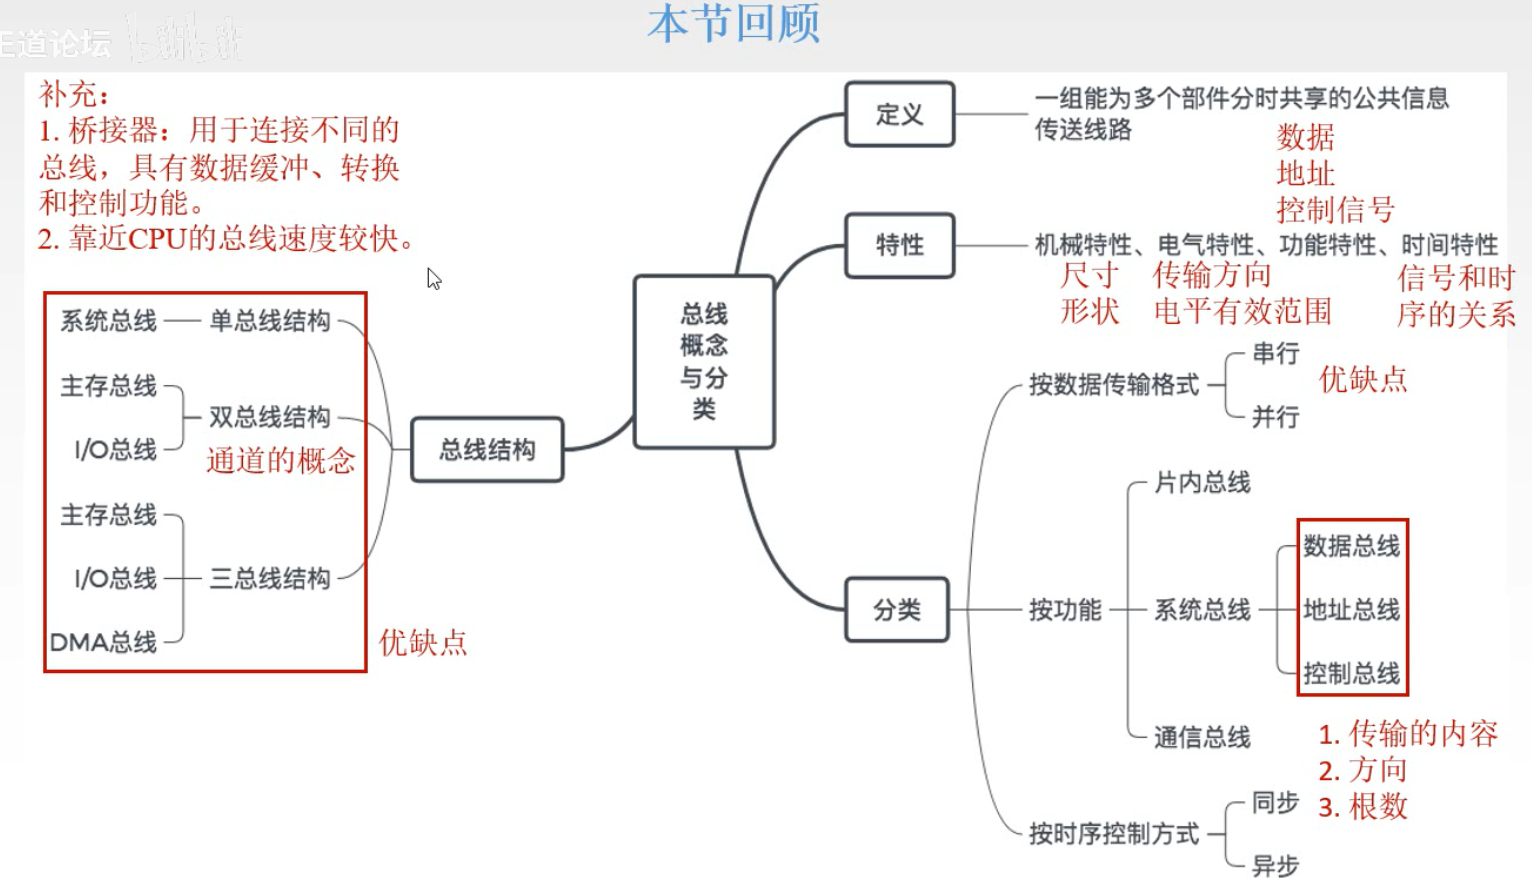 本节回顾
王道论坛 bilibili
补充：
1. 桥接器：用于连接不同的
总线，具有数据缓冲、转换
和控制功能。
2. 靠近CPU的总线速度较快。
系统总线
单总线结构
主存总线
I/O总线
双总线结构
通道的概念
主存总线
I/O总线
DMA总线
三总线结构
优缺点
总线结构
总线
概念
与分
类
定义
一组能为多个部件分时共享的公共信息
传送线路
数据
地址
控制信号
特性
机械特性、电气特性、功能特性、时间特性
尺寸
形状
传输方向
电平有效范围
信号和时
序的关系
分类
按数据传输格式
串行
并行
优缺点
按功能
片内总线
系统总线
数据总线
地址总线
控制总线
通信总线
1. 传输的内容
2. 方向
3. 根数
按时序控制方式
同步
异步